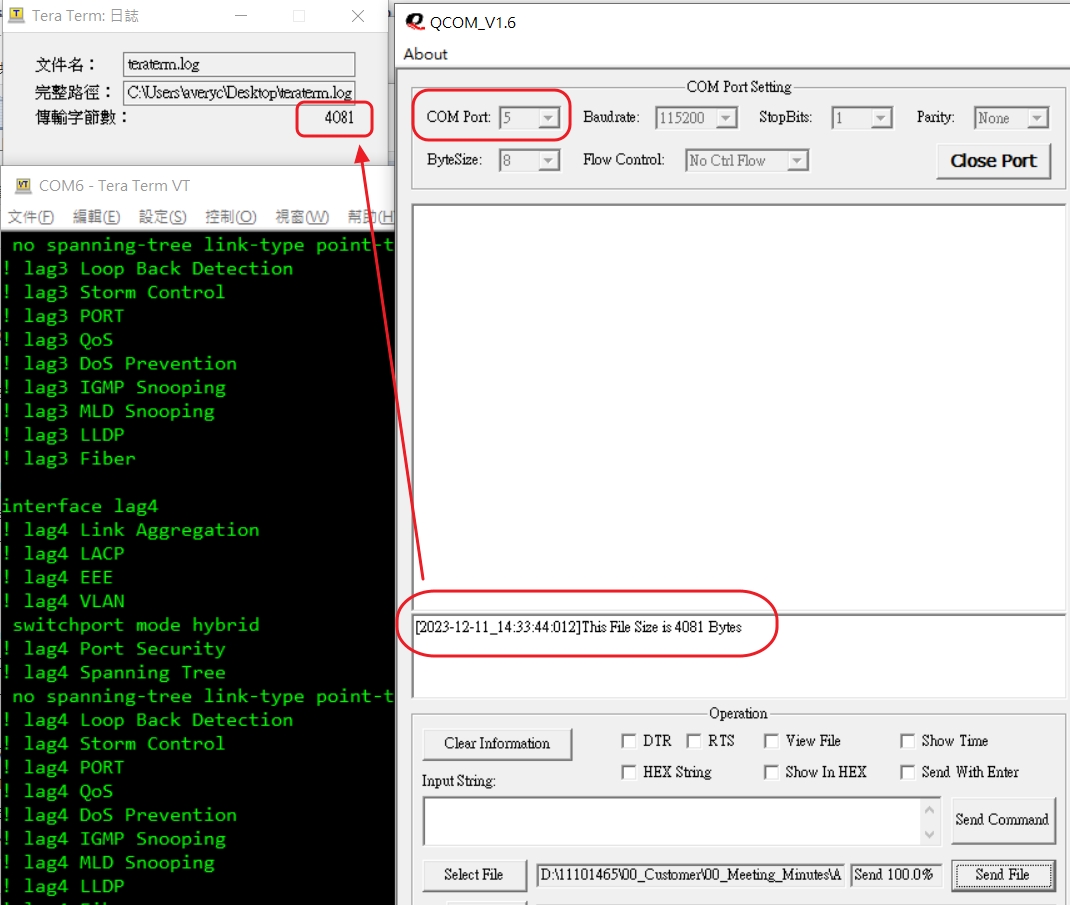 Tera Term: 日誌
文件名：
teraterm.log
完整路徑：
C:\Users\averyc\Desktop\teraterm.log
傳輸字節數：
4081
COM6 - Tera Term VT
文件(F) 編輯(E) 設定(S) 控制(O) 視窗(W) 幫助(H
no spanning-tree link-type point-t
! lag3 Loop Back Detection
! lag3 Storm Control
! lag3 PORT
! lag3 QoS
! lag3 DoS Prevention
! lag3 IGMP Snooping
! lag3 MLD Snooping
! lag3 LLDP
! lag3 Fiber
interface lag4
! lag4 Link Aggregation
! lag4 LACP
! lag4 EEE
! lag4 VLAN
switchport mode hybrid
! lag4 Port Security
! lag4 Spanning Tree
no spanning-tree link-type point-t
! lag4 Loop Back Detection
! lag4 Storm Control
! lag4 PORT
! lag4 QoS
! lag4 DoS Prevention
! lag4 IGMP Snooping
! lag4 MLD Snooping
! lag4 LLDP
QCOM_V1.6
About
COM Port Setting
COM Port: 5 Baudrate: 115200 StopBits: 1 Parity: None
ByteSize: 8 Flow Control: No Ctrl Flow Close Port
[2023-12-11_14:33:44:012]This File Size is 4081 Bytes
Operation
Clear Information DTR RTS View File Show Time
HEX String Show In HEX Send With Enter
Input String:
Send Command
Select File D:\11101465\00_Customer\00_Meeting_Minutes\A Send 100.0% Send File